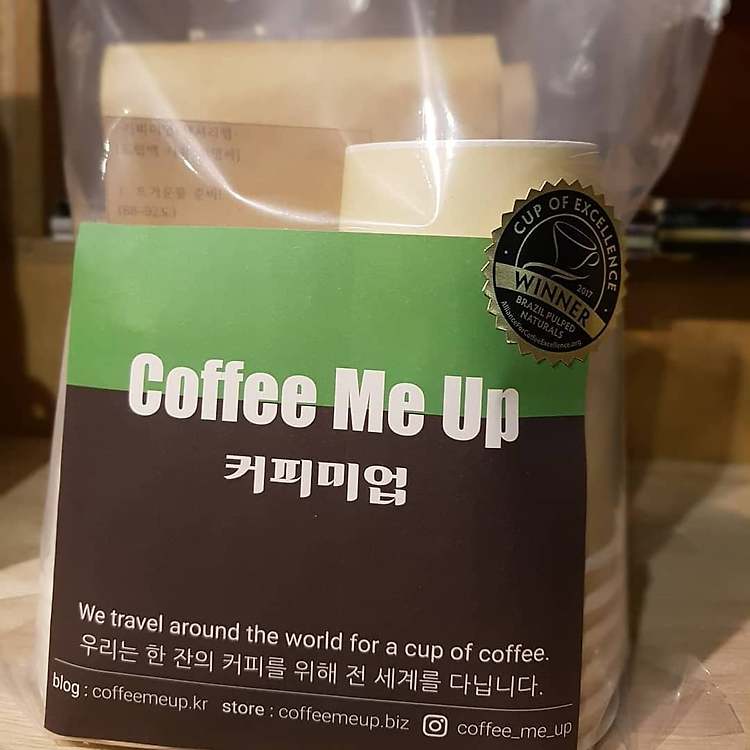 CUP OF EXCELLENCE
2017
WINNER
BRAZIL PULPED
NATURALS
AllianceForCoffeeExcellence.org
Coffee Me Up
커피미업
We travel around the world for a cup of coffee.
우리는 한 잔의 커피를 위해 전 세계를 다닙니다.
blog : coffeemeup.kr store : coffeemeup.biz coffee_me_up